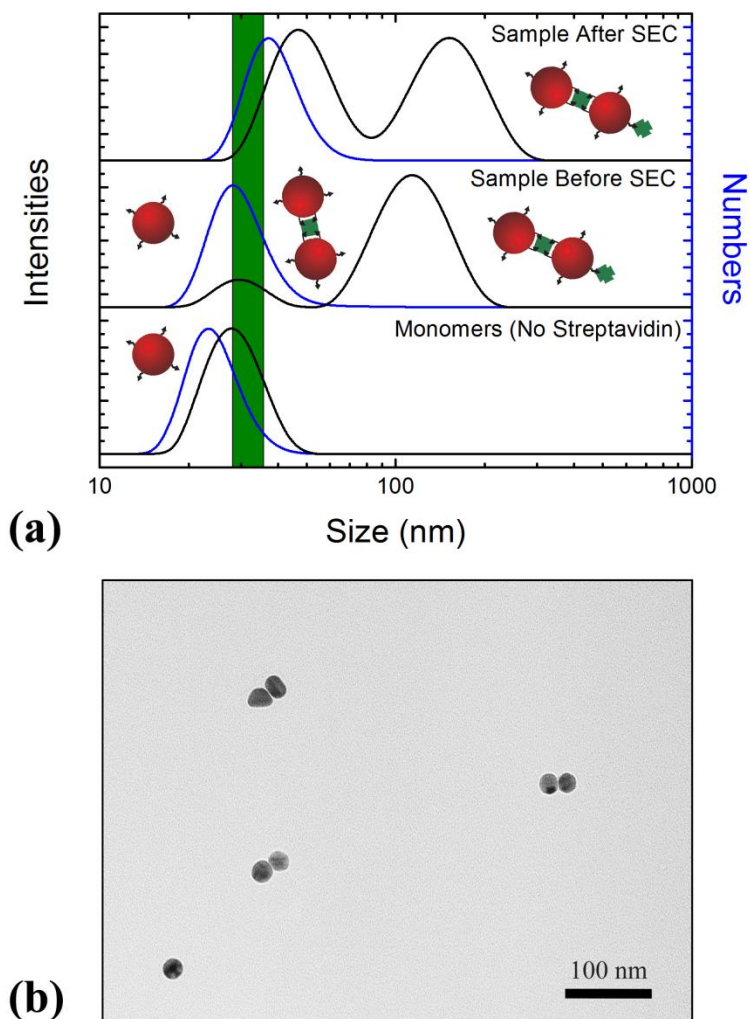 Sample After SEC
Intensities
Sample Before SEC
Numbers
Monomers (No Streptavidin)
10
100
1000
(a)
Size (nm)
100 nm
(b)